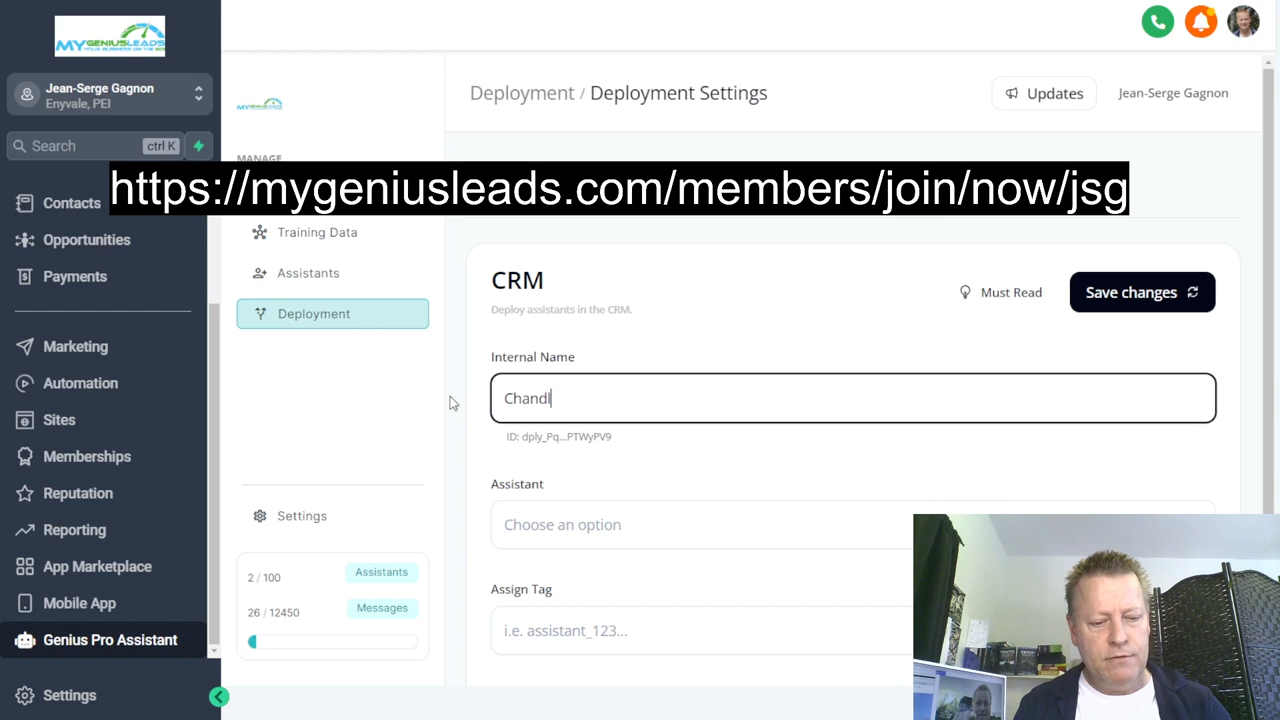 MYGENIUSLEADS
Jean-Serge Gagnon
Enyvale, PEI
Search
ctrl K
Contacts
Opportunities
Payments
Marketing
Automation
Sites
Memberships
Reputation
Reporting
App Marketplace
Mobile App
Genius Pro Assistant
Settings
MANAGE
https://mygeniusleads.com/members/join/now/jsg
Training Data
Assistants
Deployment
Settings
2 / 100
Assistants
26 / 12450
Messages
Deployment / Deployment Settings
Updates
Jean-Serge Gagnon
CRM
Deploy assistants in the CRM.
Must Read
Save changes
Internal Name
Chandl
ID: dply_Pq...PTWyPV9
Assistant
Choose an option
Assign Tag
i.e. assistant_123...